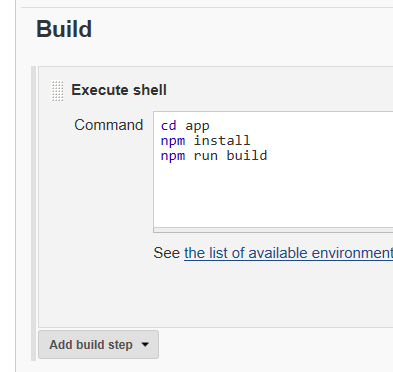 Build
Execute shell
Command
cd app
npm install
npm run build
See the list of available environment
Add build step